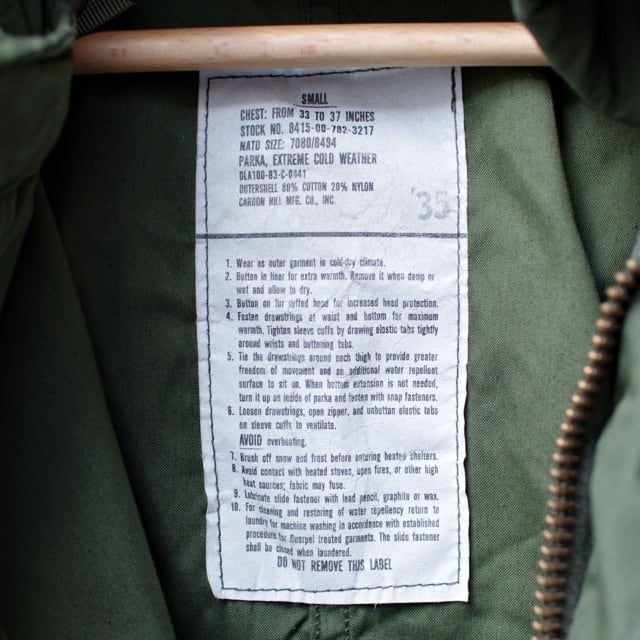 SMALL
CHEST: FROM 33 TO 37 INCHES
STOCK NO. 8415-00-782-3217
NATO SIZE: 7080/8494
PARKA, EXTREME COLD WEATHER
DLA100-83-C-0441
OUTERSHELL 80% COTTON 20% NYLON
CARBON HILL MFG. CO., INC.
'35
1. Wear as outer garment in cold-dry climate.
2. Button in liner for extra warmth. Remove it when damp or
wet and allow to dry.
3. Button on fur ruffed hood for increased head protection.
4. Fasten drawstrings at waist and bottom for maximum
warmth. Tighten sleeve cuffs by drawing elastic tabs tightly
around wrists and buttoning tabs.
5. Tie the drawstrings around each thigh to provide greater
freedom of movement and an additional water repellent
surface to sit on. When bottom extension is not needed,
turn it up on inside of parka and fasten with snap fasteners.
6. Loosen drawstrings, open zipper, and unbutton elastic tabs
on sleeve cuffs to ventilate.
AVOID overheating.
7. Brush off snow and frost before entering heated shelters.
8. Avoid contact with heated stoves, open fires, or other high
heat sources; fabric may fuse.
9. Lubricate slide fastener with lead pencil, graphite or wax.
10. For cleaning and restoring of water repellency return to
laundry for machine washing in accordance with established
procedure for Quarpel treated garments. The slide fastener
shall be closed when laundered.
DO NOT REMOVE THIS LABEL